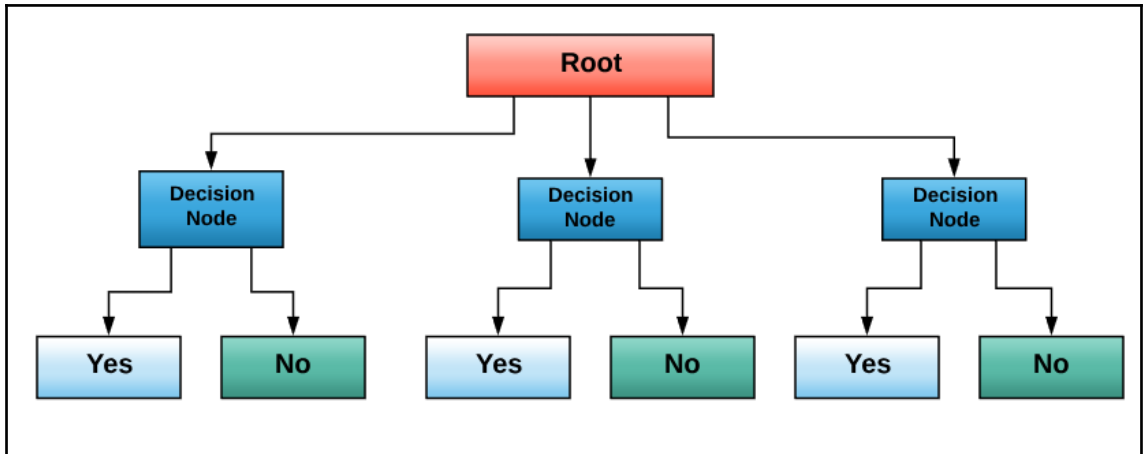 Root
Decision
Node
Decision
Node
Decision
Node
Yes
No
Yes
No
Yes
No